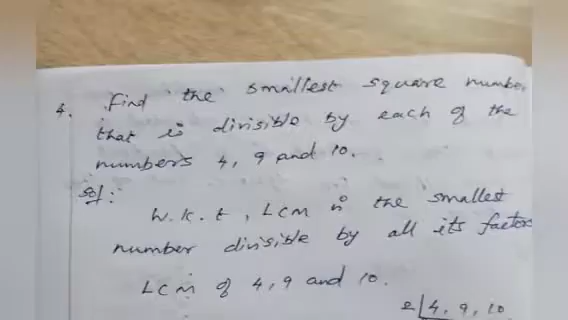 4. Find the smallest square number
that is divisible by each of the
numbers 4, 9 and 10.
Sol:
W.K.t, LCM is the smallest
number divisible by all its factors
LCM of 4, 9 and 10.
2 4, 9, 10